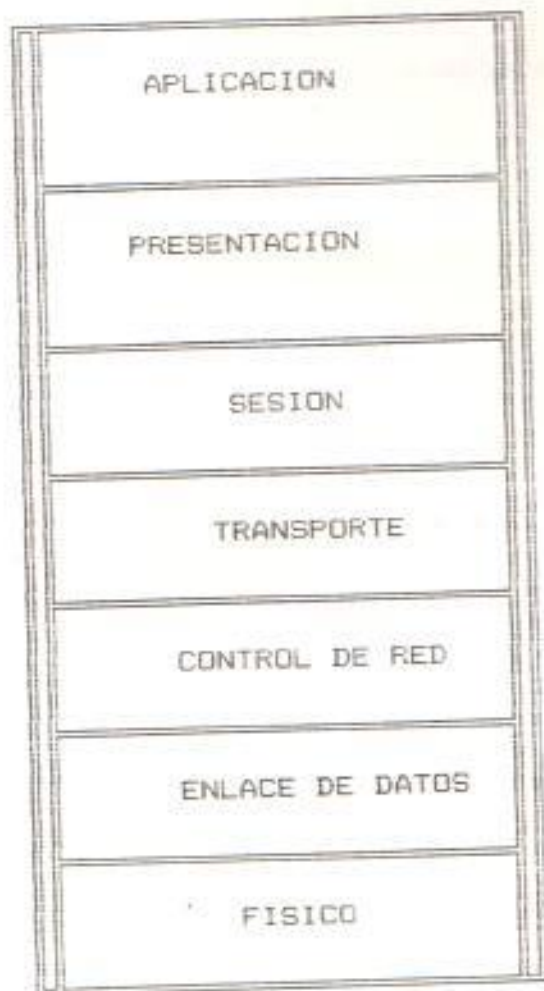 APLICACION
PRESENTACION
SESION
TRANSPORTE
CONTROL DE RED
ENLACE DE DATOS
FISICO